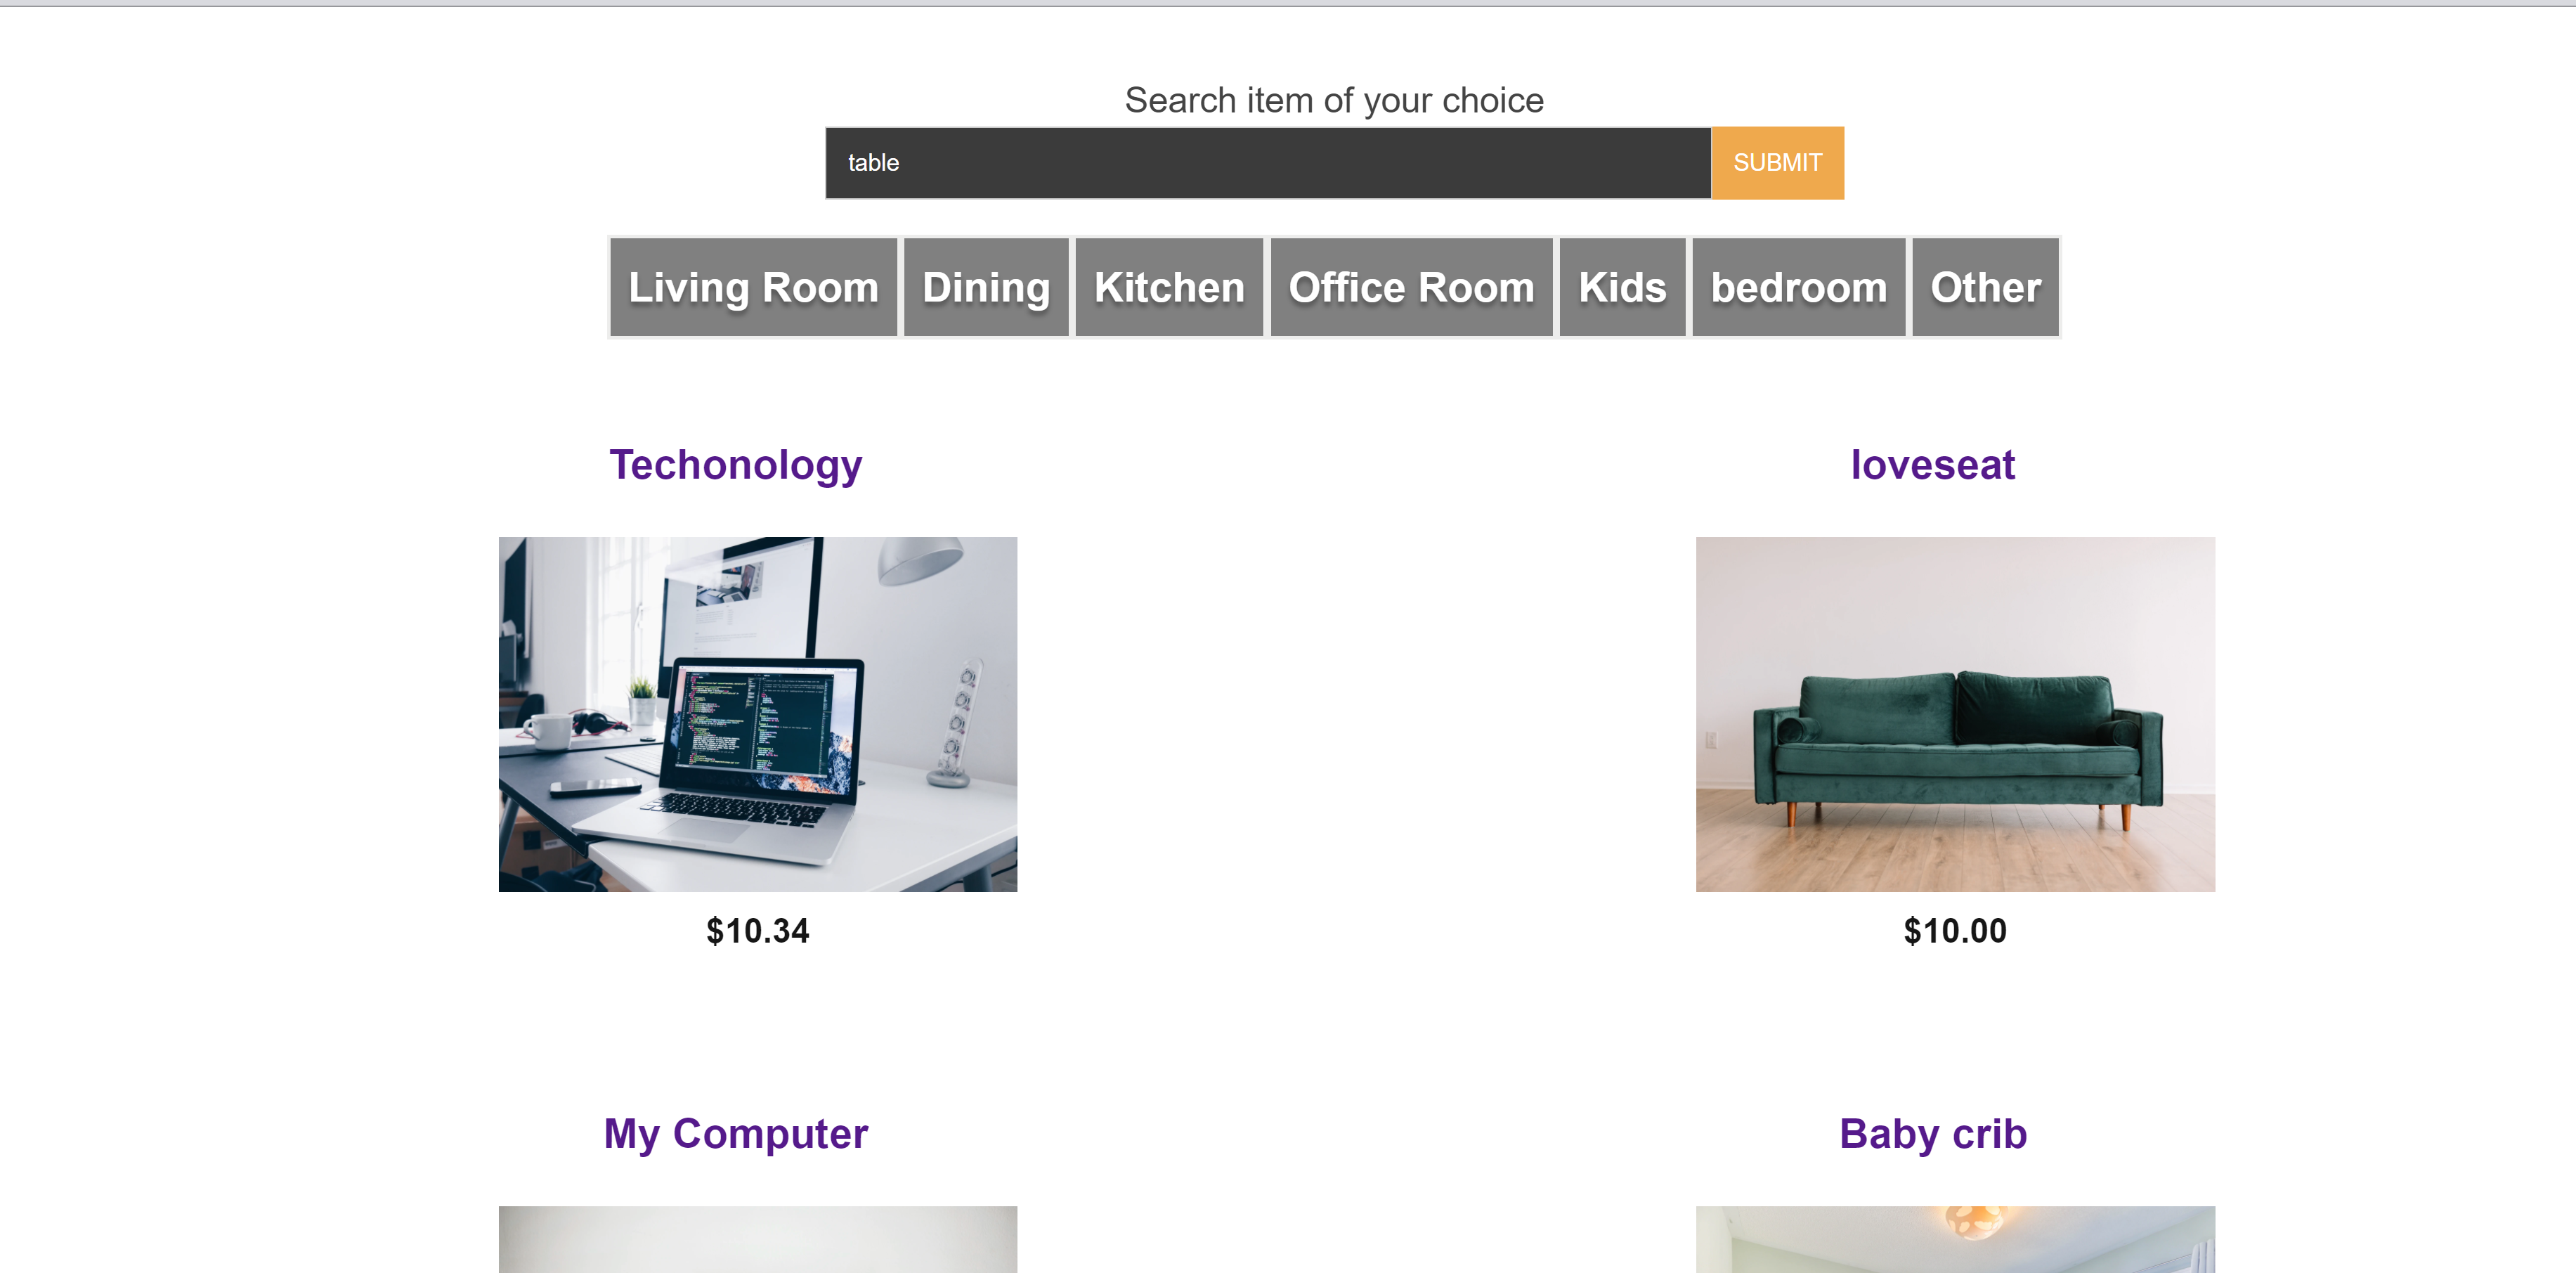 Search item of your choice
table SUBMIT
Living Room Dining Kitchen Office Room Kids bedroom Other
Techonology loveseat
$10.34 $10.00
My Computer Baby crib